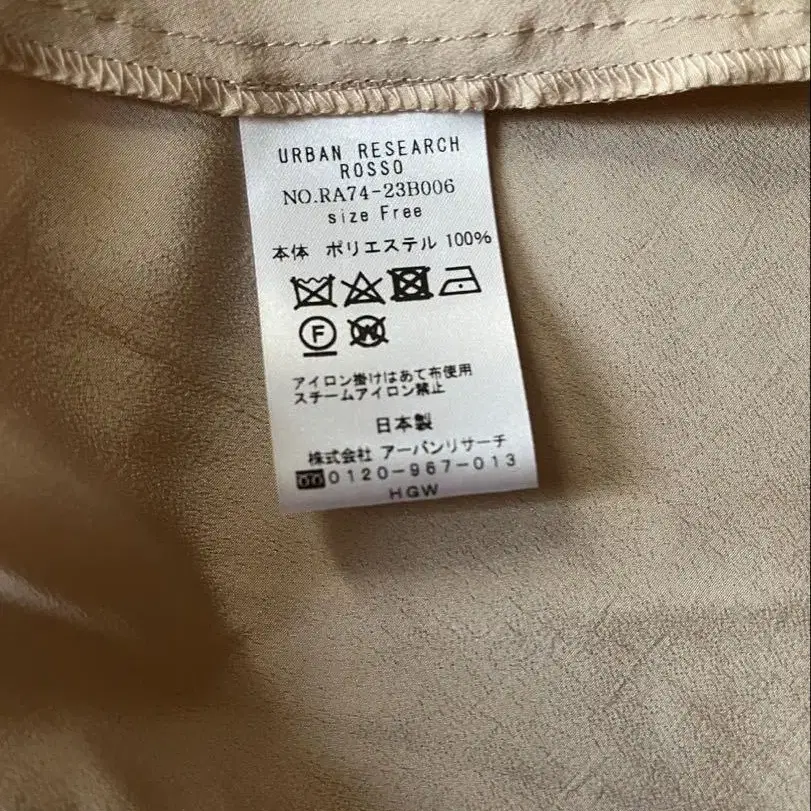 URBAN RESEARCH
ROSSO
NO.RA74-23B006
size Free
本体 ポリエステル 100%
F
W
アイロン掛けはあて布使用
スチームアイロン禁止
日本製
株式会社 アーバンリサーチ
0120-967-013
HGW